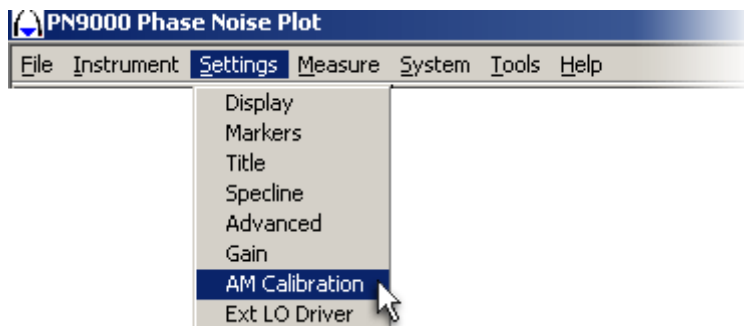 PN9000 Phase Noise Plot
File Instrument Settings Measure System Tools Help
Display
Markers
Title
Specline
Advanced
Gain
AM Calibration
Ext LO Driver